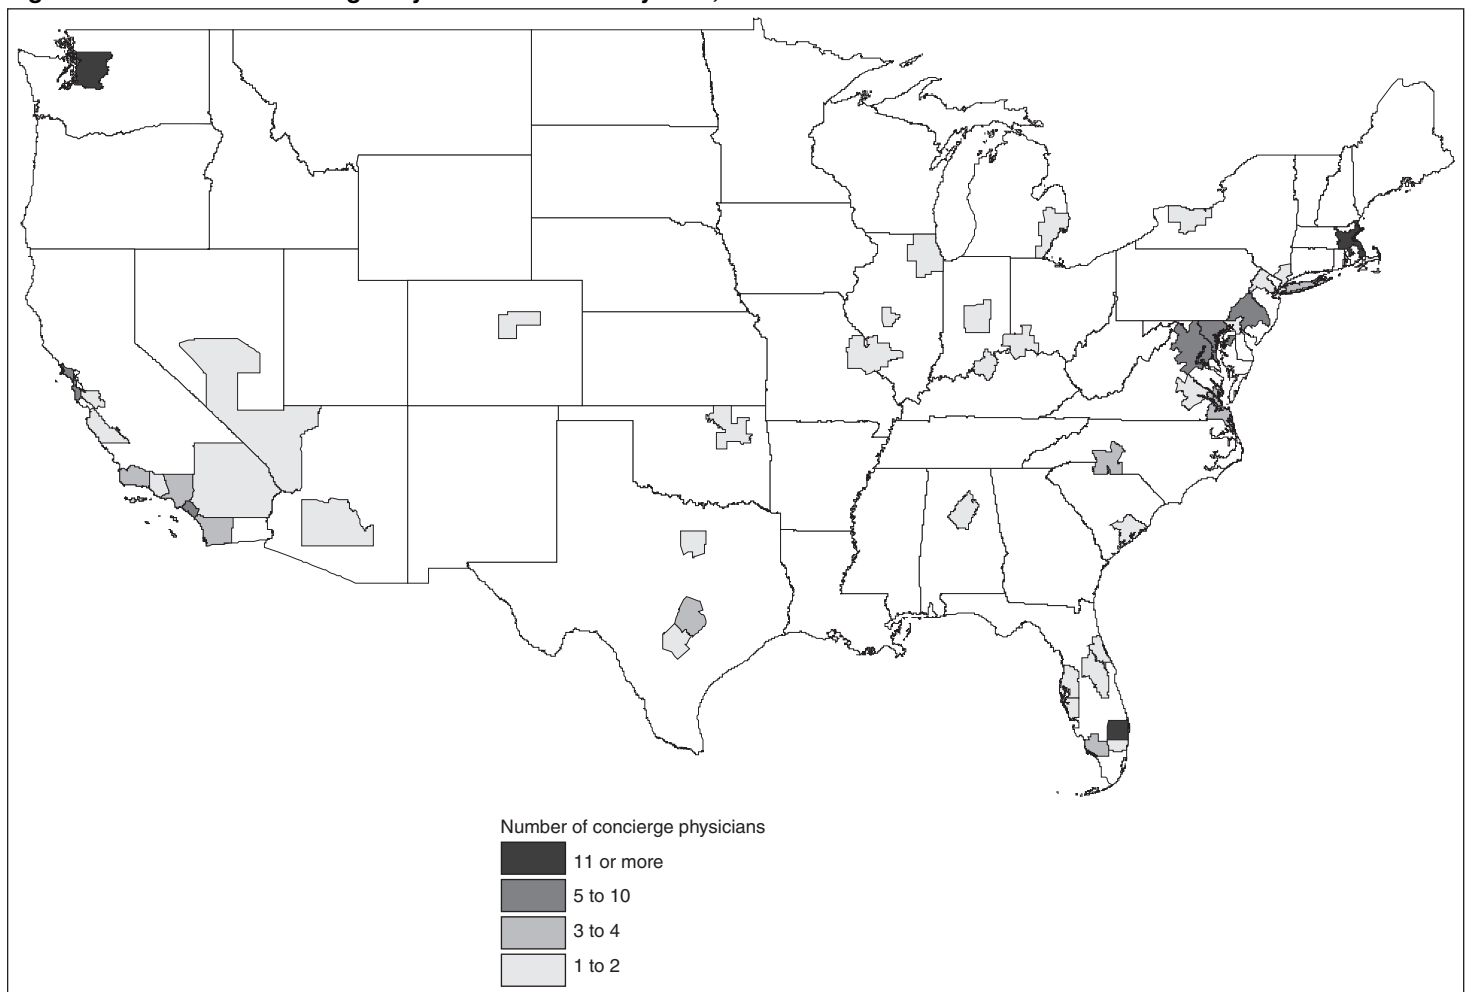 Number of concierge physicians
11 or more
5 to 10
3 to 4
1 to 2